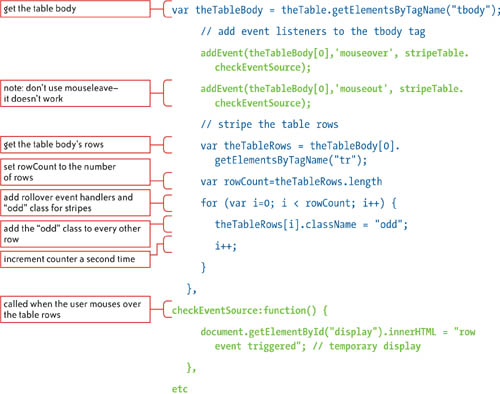 get the table body
var theTableBody = theTable.getElementsByTagName("tbody");
// add event listeners to the tbody tag
addEvent(theTableBody[0],'mouseover', stripeTable.
checkEventSource);
note: don't use mouseleave—
it doesn't work
addEvent(theTableBody[0],'mouseout', stripeTable.
checkEventSource);
// stripe the table rows
get the table body's rows
var theTableRows = theTableBody[0].
getElementsByTagName("tr");
set rowCount to the number
of rows
var rowCount=theTableRows.length
add rollover event handlers and
“odd” class for stripes
for (var i=0; i < rowCount; i++) {
add the “odd” class to every other
row
theTableRows[i].className = "odd";
increment counter a second time
i++;
}
},
called when the user mouses over
the table rows
checkEventSource:function() {
document.getElementById("display").innerHTML = "row
event triggered"; // temporary display
},
etc